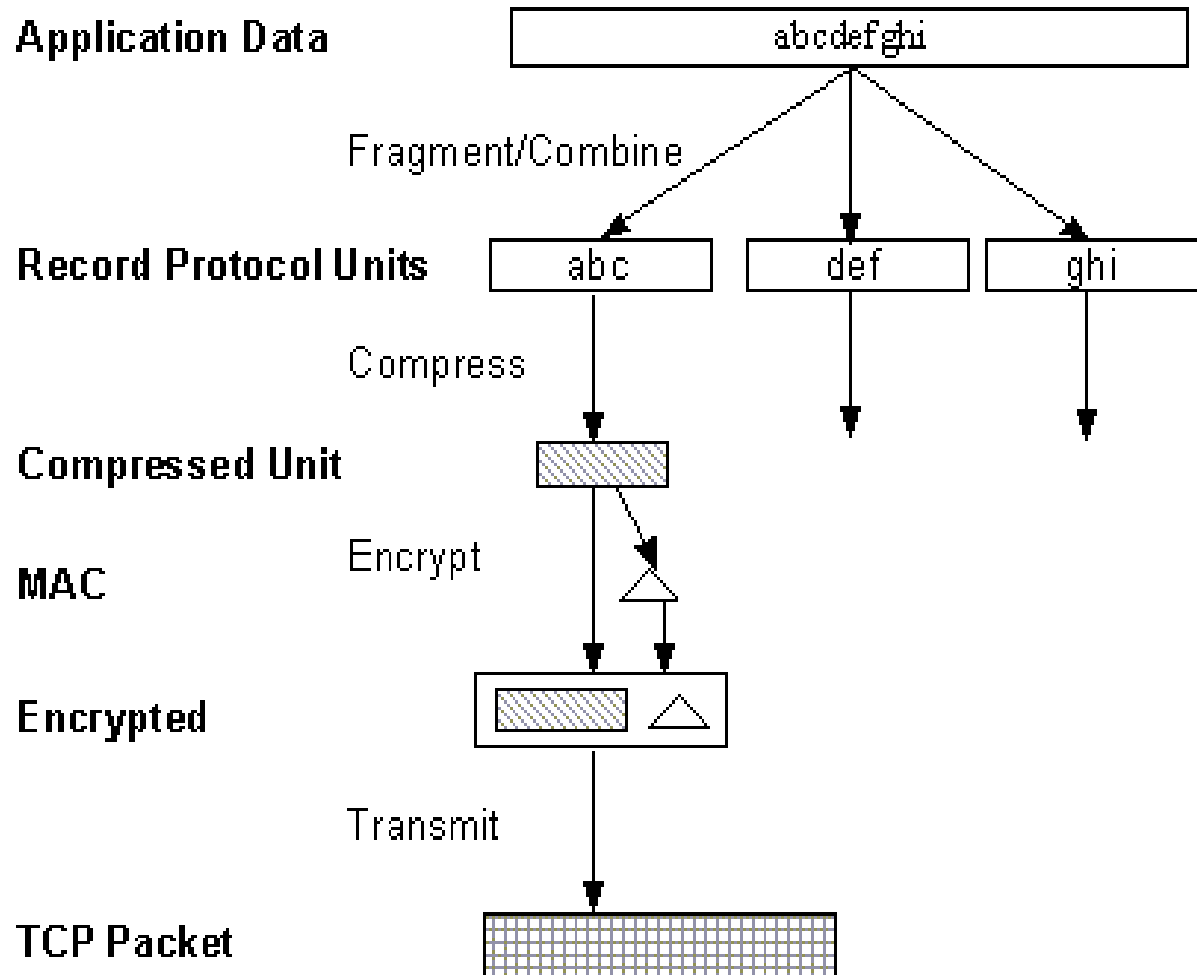 Application Data
abcdefghi
Fragment/Combine
Record Protocol Units
abc
def
ghi
Compress
Compressed Unit
Encrypt
MAC
Encrypted
Transmit
TCP Packet